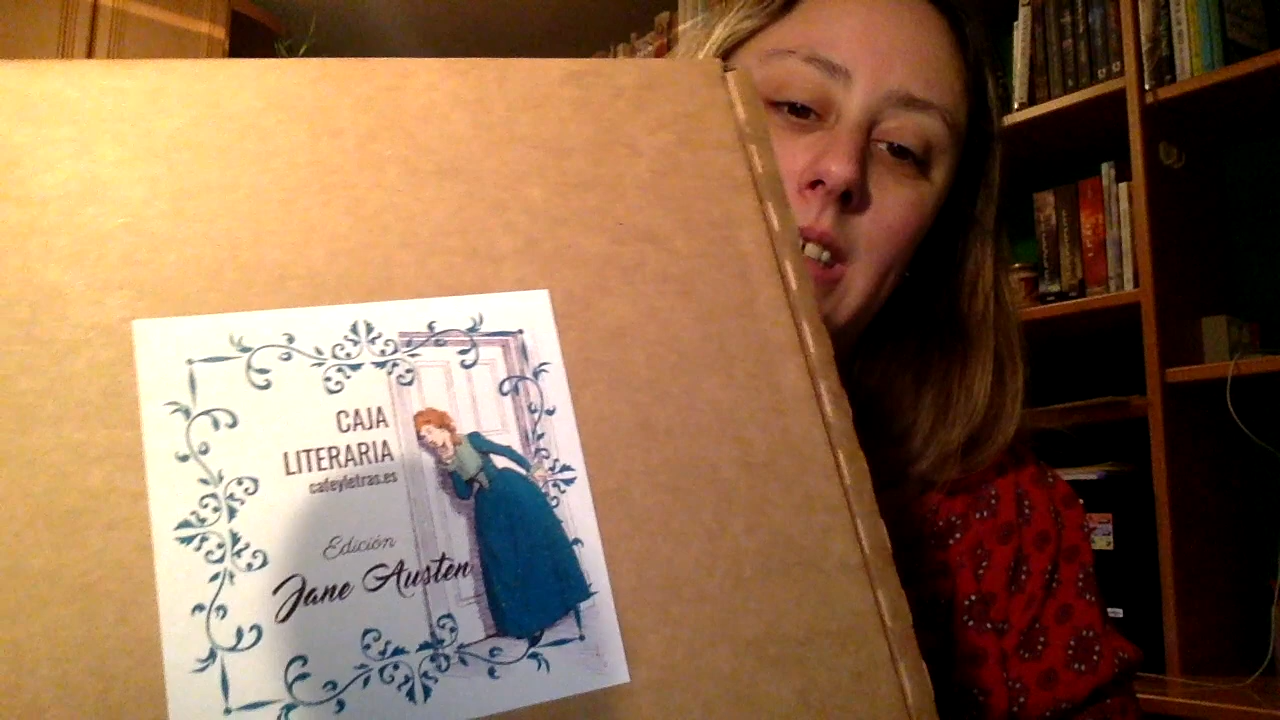 CAJA
LITERARIA
cafeyletras.es
Edición
Jane Austen